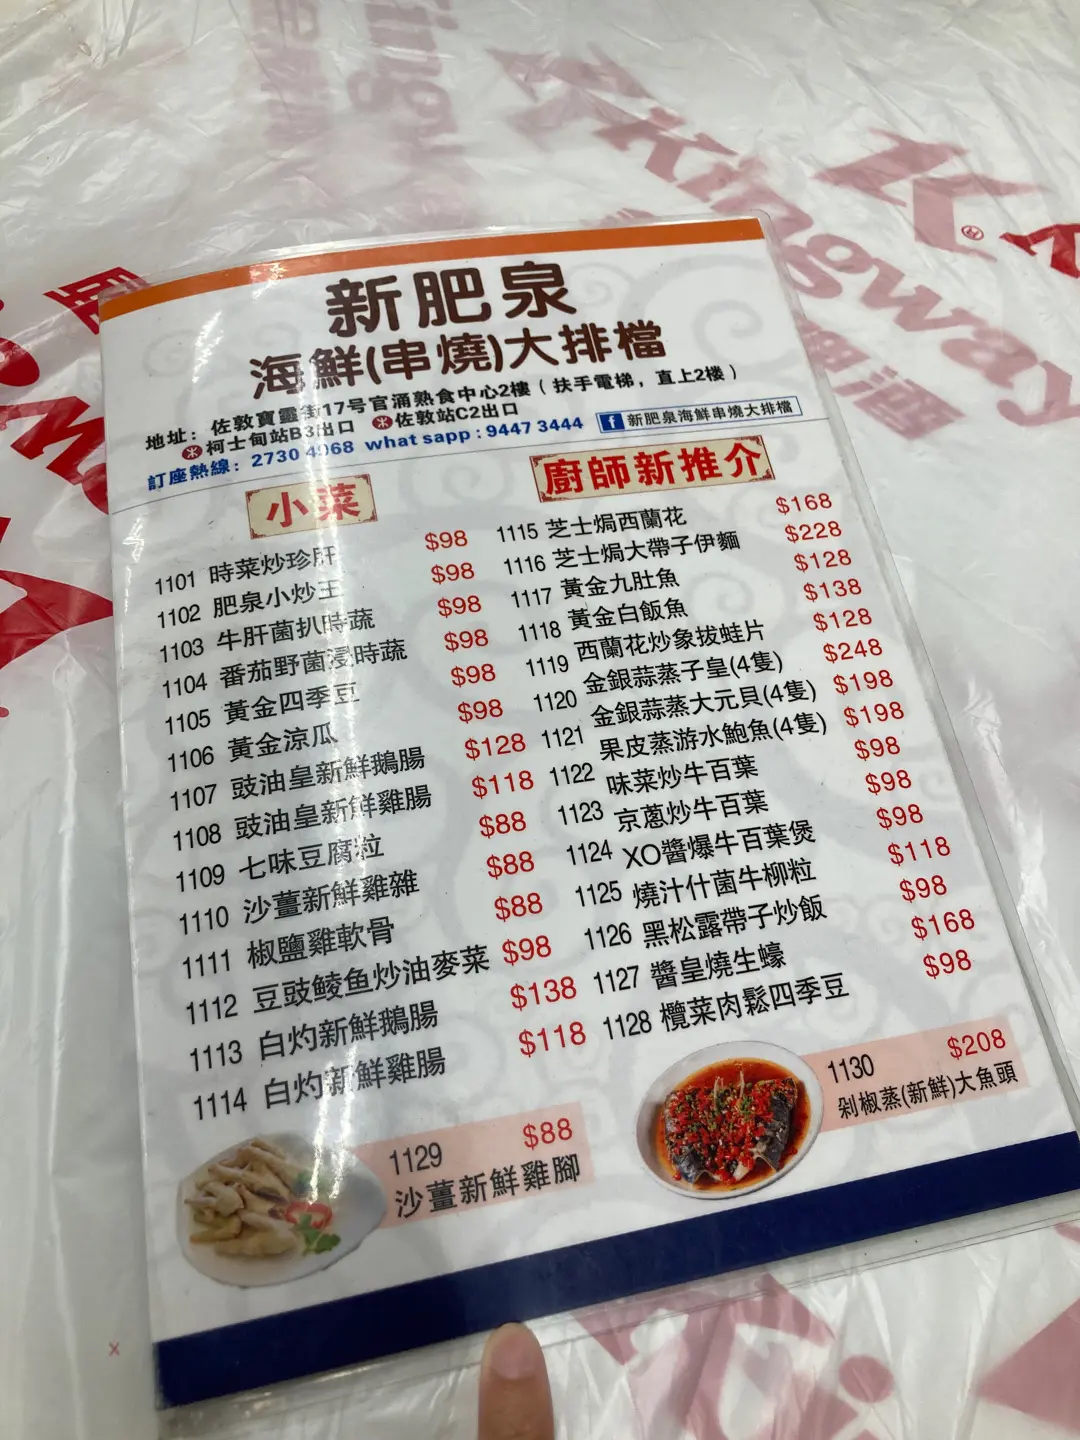 新肥泉
海鮮(串燒)大排檔
地址：佐敦寶靈街17号官涌熟食中心2樓（扶手電梯，直上2楼）
柯士甸站B3出口 佐敦站C2出口
訂座熱線：2730 4968 what sapp : 9447 3444
f 新肥泉海鮮串燒大排檔
小菜
1101 時菜炒珍肝 $98
1102 肥泉小炒王 $98
1103 牛肝菌扒時蔬 $98
1104 番茄野菌浸時蔬 $98
1105 黃金四季豆 $98
1106 黃金涼瓜 $98
1107 豉油皇新鮮鵝腸 $128
1108 豉油皇新鮮雞腸 $118
1109 七味豆腐粒 $88
1110 沙薑新鮮雞雜 $88
1111 椒鹽雞軟骨 $88
1112 豆豉鲮鱼炒油麥菜 $98
1113 白灼新鮮鵝腸 $138
1114 白灼新鮮雞腸 $118
廚師新推介
1115 芝士焗西蘭花 $168
1116 芝士焗大帶子伊麵 $228
1117 黃金九肚魚 $128
1118 黃金白飯魚 $138
1119 西蘭花炒象拔蛙片 $128
1120 金銀蒜蒸子皇(4隻) $248
1121 金銀蒜蒸大元貝(4隻) $198
1122 果皮蒸游水鮑魚(4隻) $198
1123 味菜炒牛百葉 $98
1124 京蔥炒牛百葉 $98
1125 XO醬爆牛百葉煲 $98
1126 燒汁什菌牛柳粒 $118
1127 黑松露帶子炒飯 $98
1128 醬皇燒生蠔 $168
欖菜肉鬆四季豆 $98
1129 $88
沙薑新鮮雞腳
1130 $208
剁椒蒸(新鮮)大魚頭
Kingway